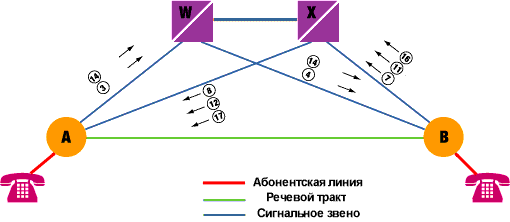 W
X
14
3
14
4
16
11
7
8
12
17
A
B
Абонентская линия
Речевой тракт
Сигнальное звено